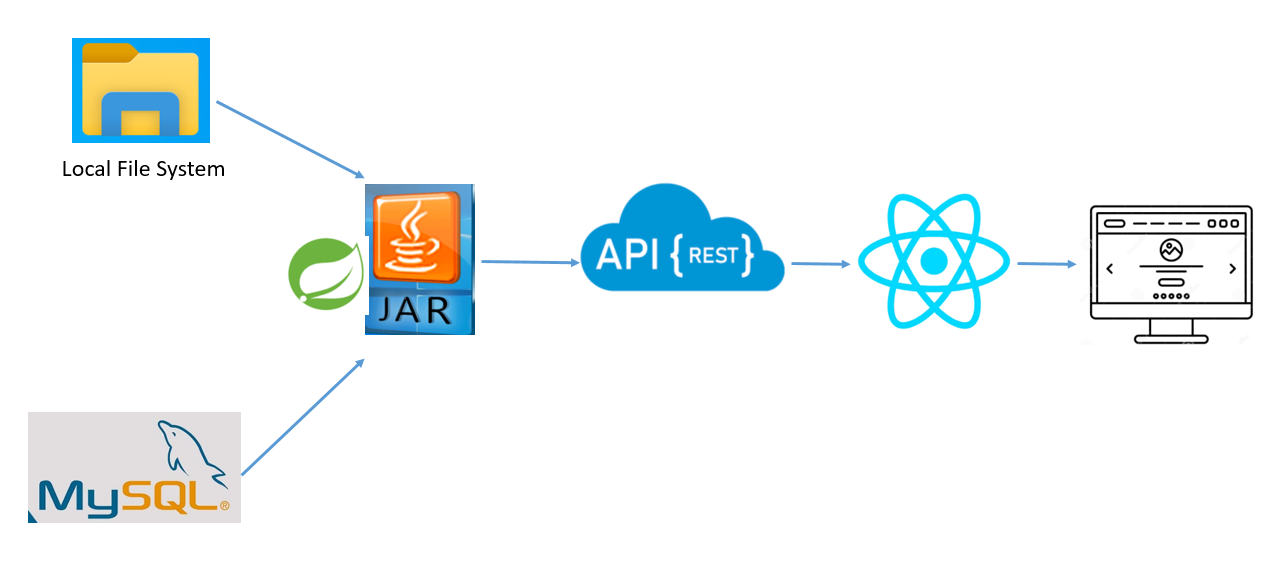 Local File System
JAR
API {REST}
MySQL®